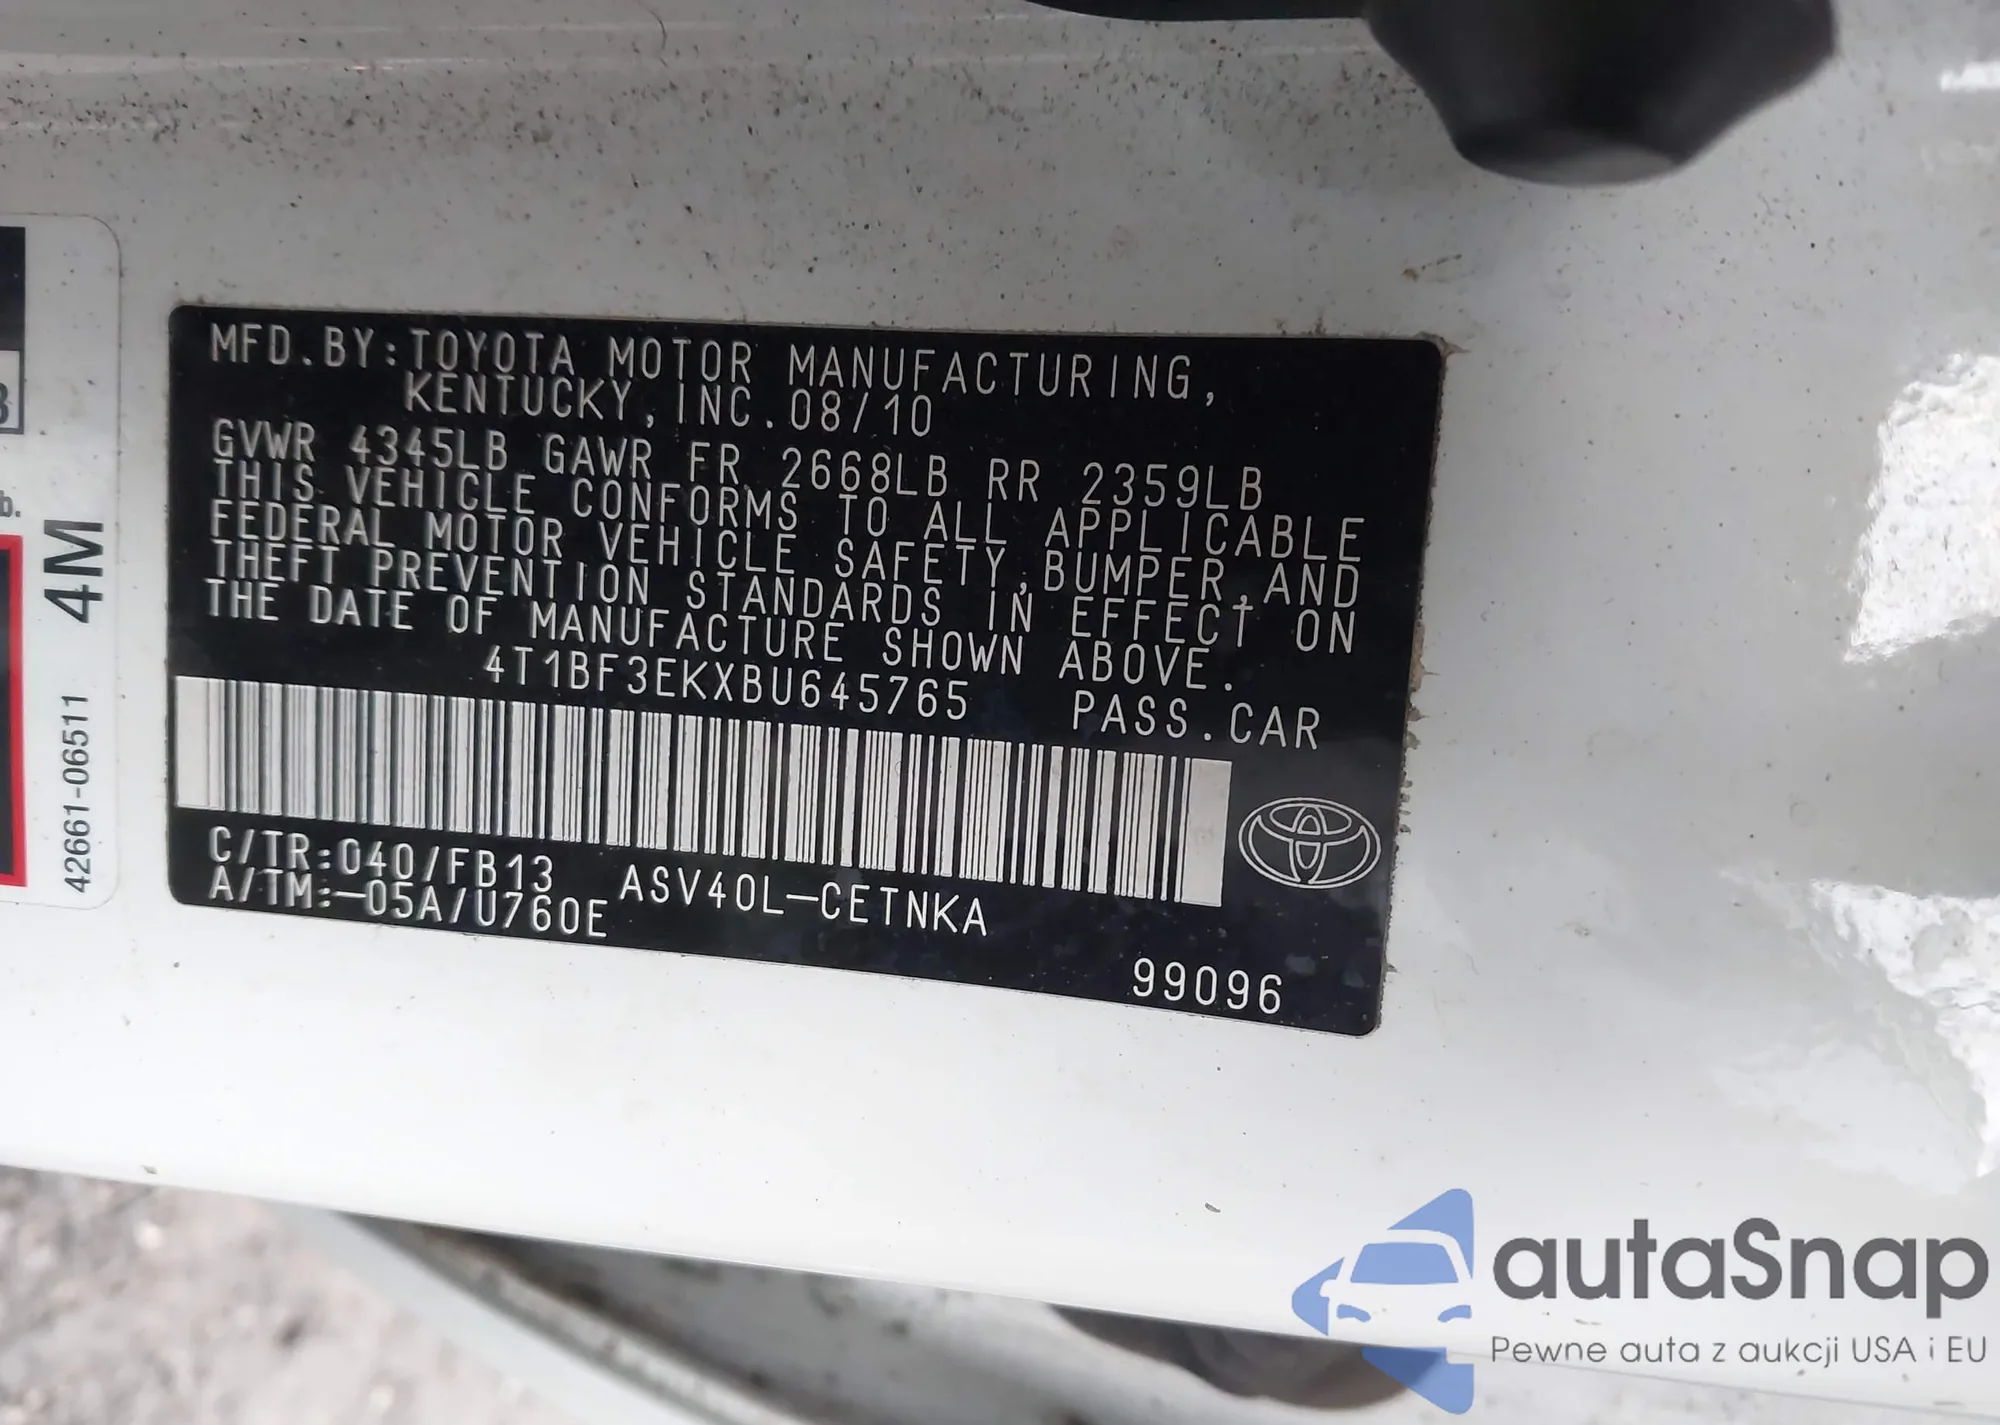 MFD.BY:TOYOTA MOTOR MANUFACTURING,
KENTUCKY,INC.08/10
GVWR 4345LB GAWR FR 2668LB RR 2359LB
THIS VEHICLE CONFORMS TO ALL APPLICABLE
FEDERAL MOTOR VEHICLE SAFETY,BUMPER,AND
THEFT PREVENTION STANDARDS IN EFFECT ON
THE DATE OF MANUFACTURE SHOWN ABOVE.
4T1BF3EKXBU645765 PASS.CAR
C/TR:040/FB13 ASV40L-CETNKA
A/TM:-05A/U760E
99096
b.
4M
42661-06511
autaSnap
Pewne auta z aukcji USA i EU